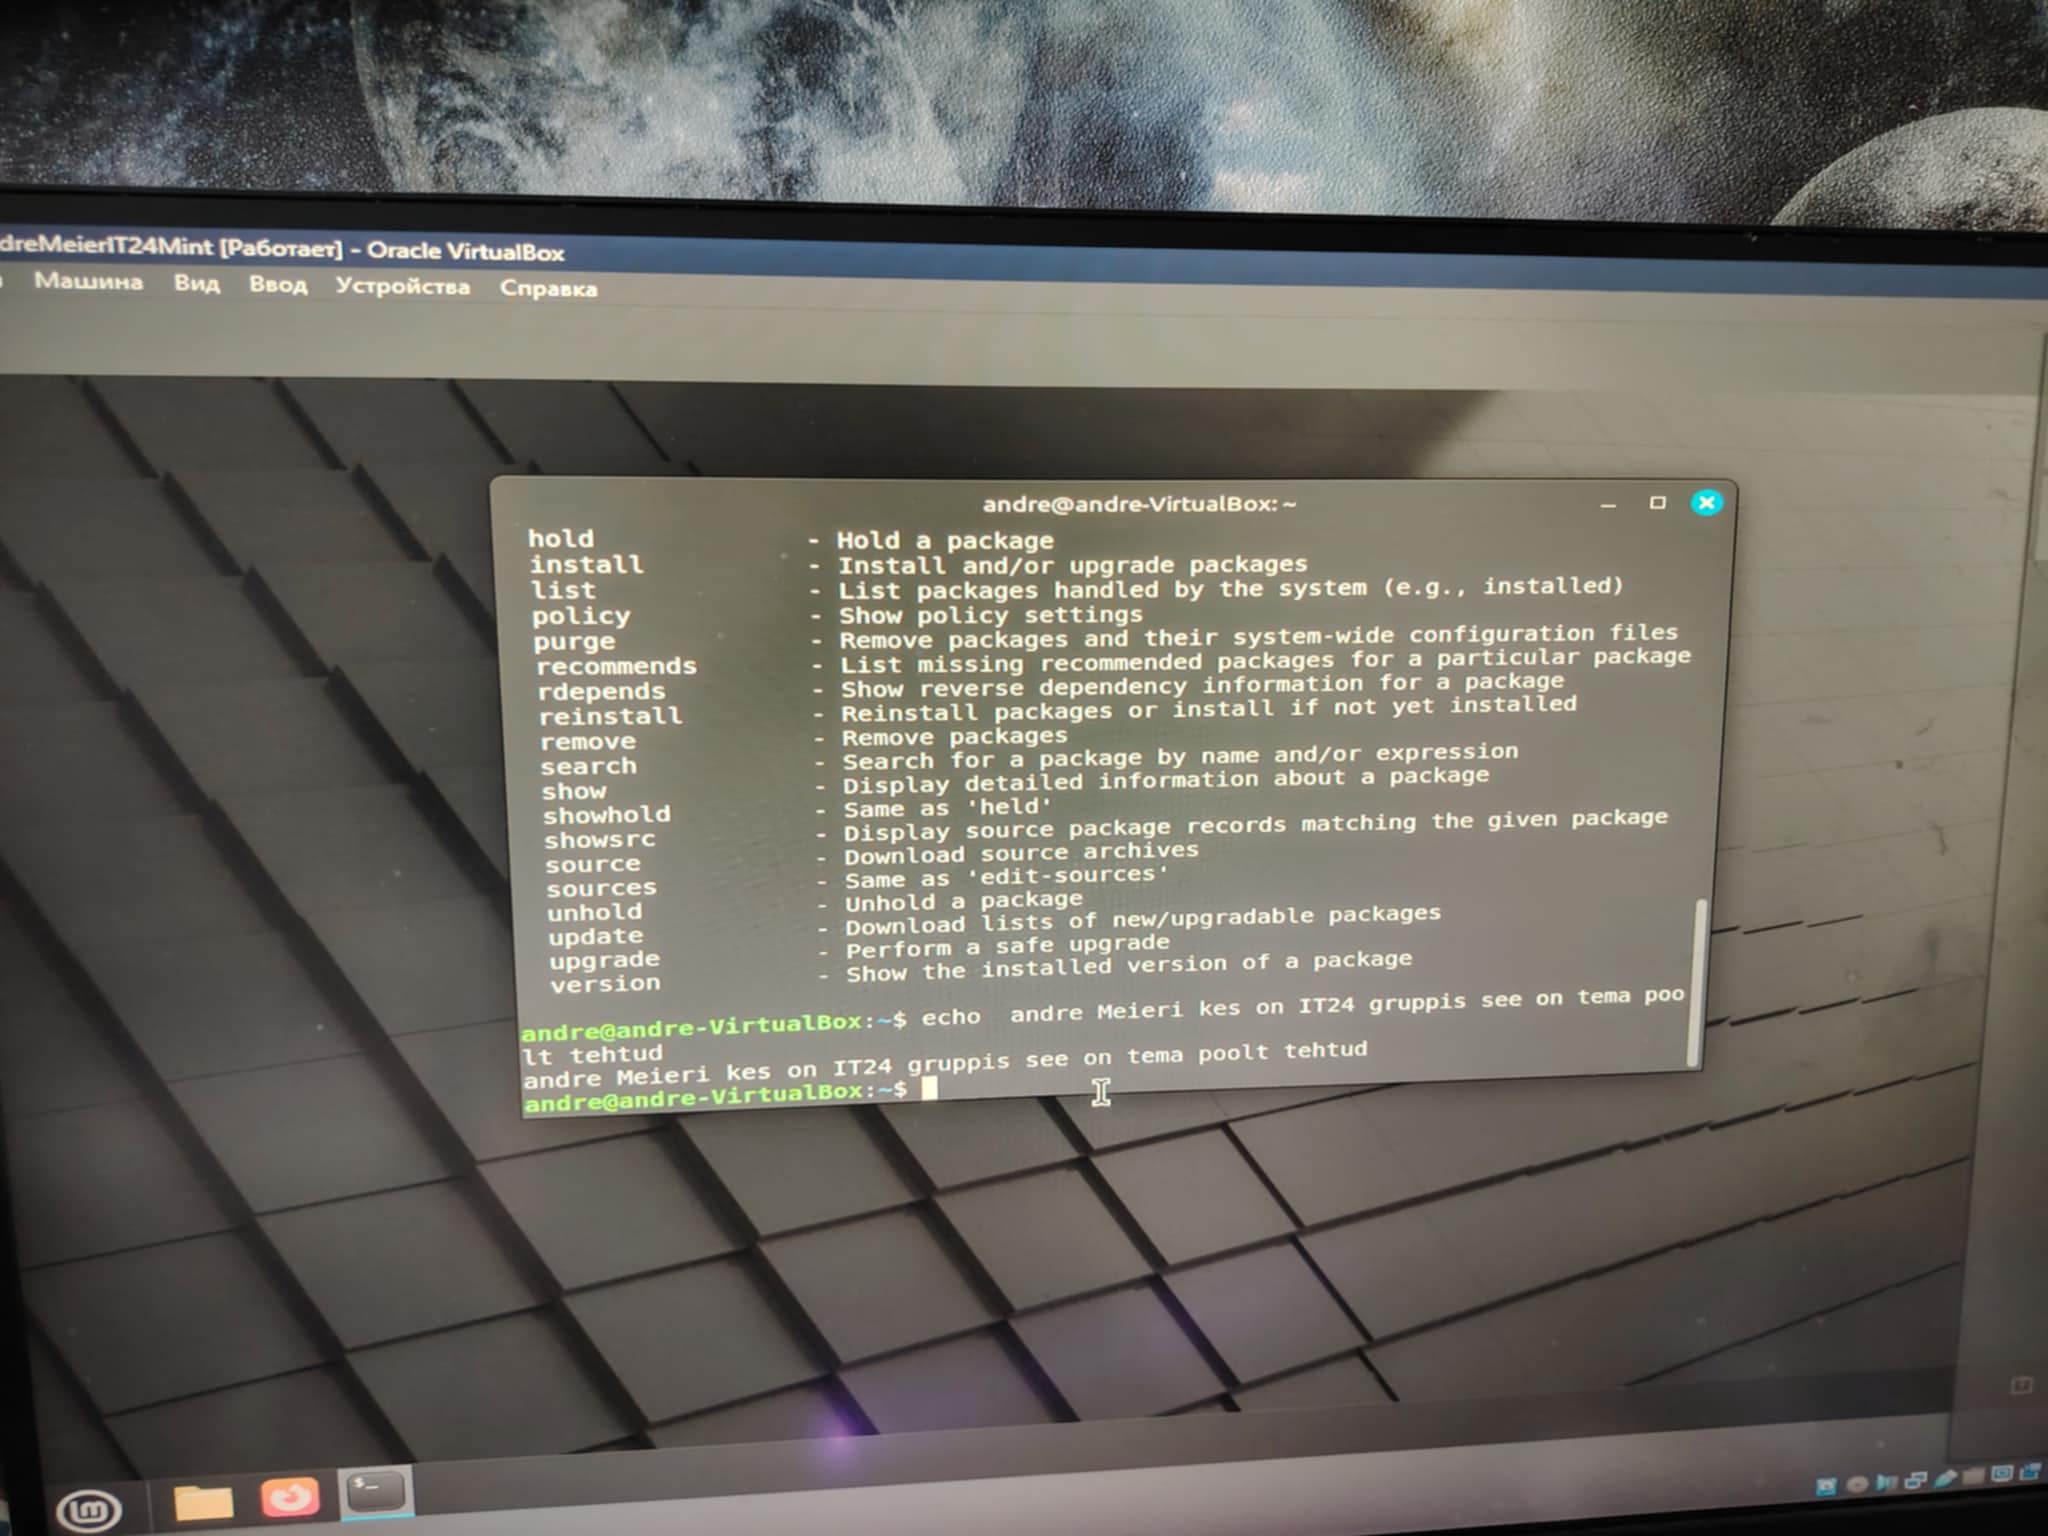 dreMeierIT24Mint [Работает] - Oracle VirtualBox
Машина Вид Ввод Устройства Справка
andre@andre-VirtualBox: ~
hold - Hold a package
install - Install and/or upgrade packages
list - List packages handled by the system (e.g., installed)
policy - Show policy settings
purge - Remove packages and their system-wide configuration files
recommends - List missing recommended packages for a particular package
rdepends - Show reverse dependency information for a package
reinstall - Reinstall packages or install if not yet installed
remove - Remove packages
search - Search for a package by name and/or expression
show - Display detailed information about a package
showhold - Same as 'held'
showsrc - Display source package records matching the given package
source - Download source archives
sources - Same as 'edit-sources'
unhold - Unhold a package
update - Download lists of new/upgradable packages
upgrade - Perform a safe upgrade
version - Show the installed version of a package
andre@andre-VirtualBox:~$ echo  andre Meieri kes on IT24 gruppis see on tema poo
lt tehtud
andre Meieri kes on IT24 gruppis see on tema poolt tehtud
andre@andre-VirtualBox:~$